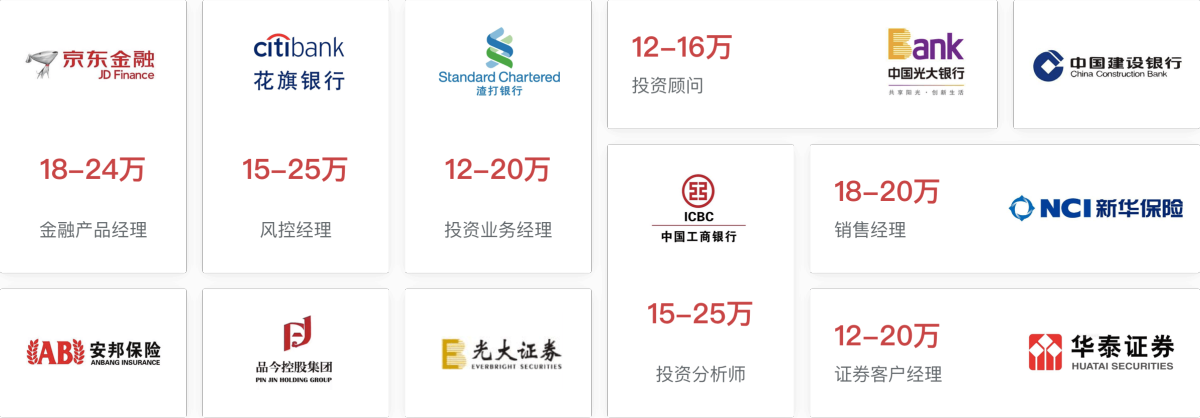 京东金融
JD Finance
18-24万
金融产品经理
citibank
花旗银行
15-25万
风控经理
Standard Chartered
渣打银行
12-20万
投资业务经理
12-16万
投资顾问
Bank
中国光大银行
共享阳光·创新生活
中国建设银行
China Construction Bank
ICBC
中国工商银行
15-25万
投资分析师
18-20万
销售经理
NCI 新华保险
AB 安邦保险
ANBANG INSURANCE
品今控股集团
PIN JIN HOLDING GROUP
光大证券
EVERBRIGHT SECURITIES
12-20万
证券客户经理
华泰证券
HUATAI SECURITIES